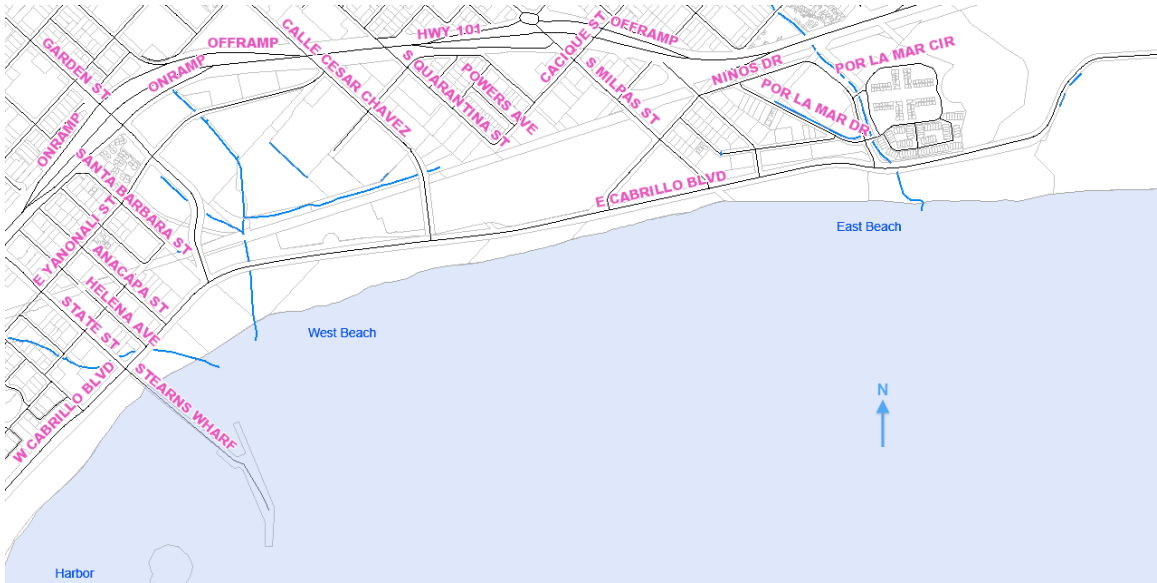 CALLE CESAR CHAVEZ
HWY 101
OFFRAMP
CACIQUE ST
OFFRAMP
GARDEN ST
ONRAMP
S QUARANTINA ST
POWERS AVE
S MILPAS ST
NINOS DR
POR LA MAR CIR
POR LA MAR DR
ONRAMP
SANTA BARBARA ST
E YANONALI ST
E CABRILLO BLVD
East Beach
ANACAPA ST
HELENA AVE
STATE ST
West Beach
W CABRILLO BLVD
STEARNS WHARF
N
Harbor